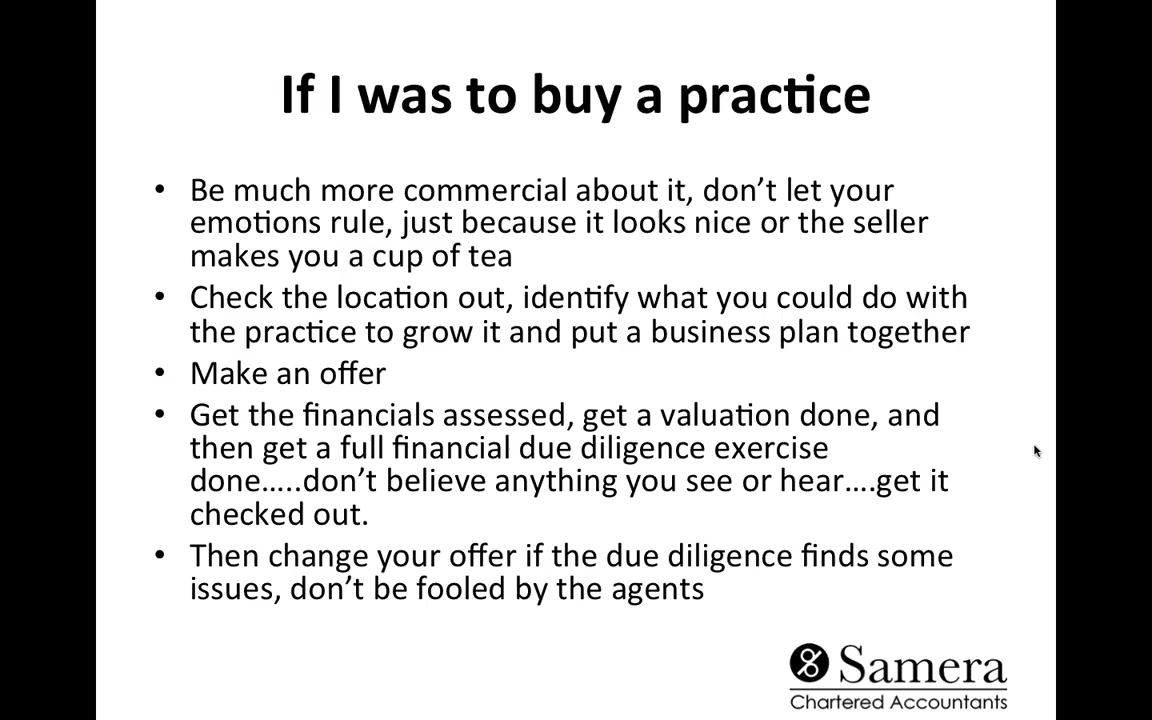 If I was to buy a practice
• Be much more commercial about it, don’t let your
emotions rule, just because it looks nice or the seller
makes you a cup of tea
• Check the location out, identify what you could do with
the practice to grow it and put a business plan together
• Make an offer
• Get the financials assessed, get a valuation done, and
then get a full financial due diligence exercise
done…..don’t believe anything you see or hear….get it
checked out.
• Then change your offer if the due diligence finds some
issues, don’t be fooled by the agents
Samera
Chartered Accountants